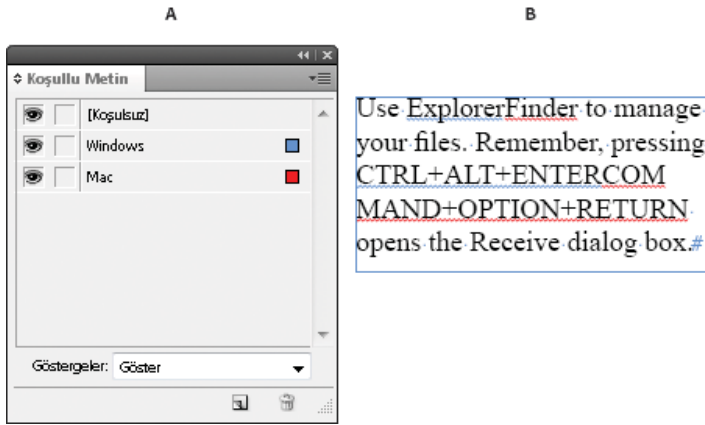 A
B
Koşullu Metin
[Koşulsuz]
Windows
Mac
Göstergeler: Göster
Use ExplorerFinder to manage
your files. Remember, pressing
CTRL+ALT+ENTERCOM
MAND+OPTION+RETURN
opens the Receive dialog box.#